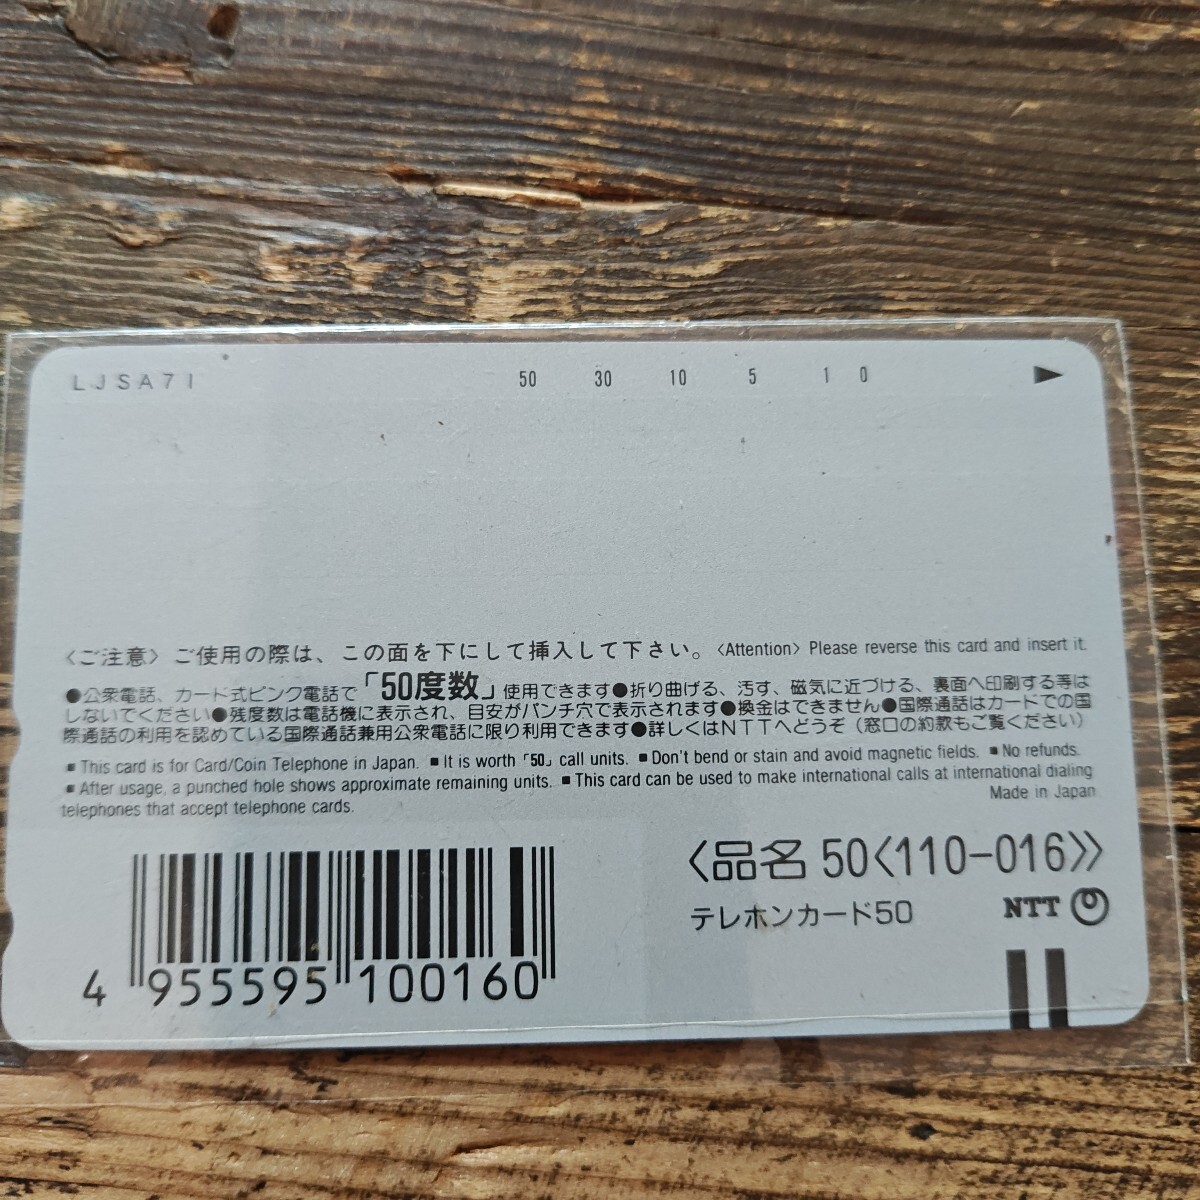 LJSA71
50 30 10 5 1 0 ▶
〈ご注意〉ご使用の際は、この面を下にして挿入して下さい。〈Attention〉Please reverse this card and insert it.
●公衆電話、カード式ピンク電話で「50度数」使用できます●折り曲げる、汚す、磁気に近づける、裏面へ印刷する等は
しないでください●残度数は電話機に表示され、目安がパンチ穴で表示されます●換金はできません●国際通話はカードでの国
際通話の利用を認めている国際通話兼用公衆電話に限り利用できます●詳しくはNTTへどうぞ(窓口の約款もご覧ください)
■This card is for Card/Coin Telephone in Japan. ■It is worth「50」call units. ■Don't bend or stain and avoid magnetic fields. ■No refunds.
■After usage, a punched hole shows approximate remaining units. ■This card can be used to make international calls at international dialing
telephones that accept telephone cards.
Made in Japan
〈品名 50〈110-016〉〉
テレホンカード50
NTT
4 955595 100160